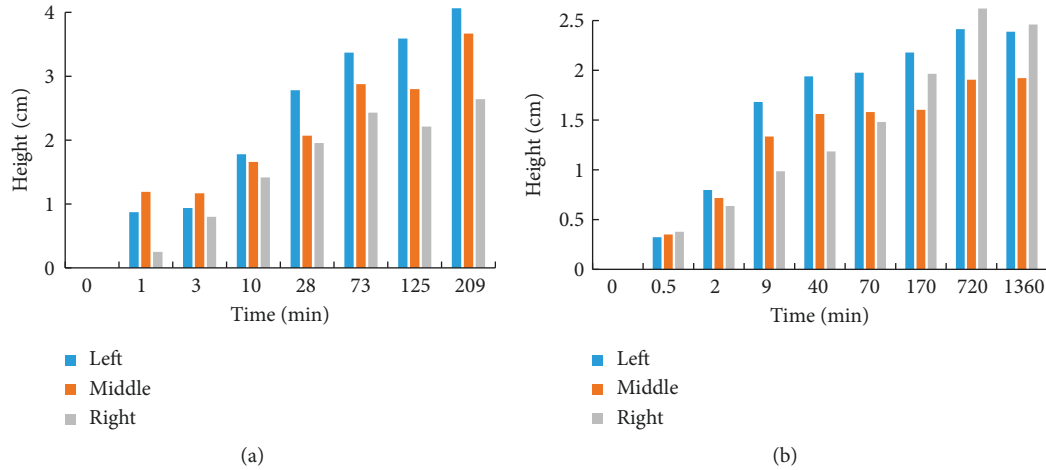 4
3
2
1
0
Height (cm)
0 1 3 10 28 73 125 209
Time (min)
Left
Middle
Right
(a)
2.5
2
1.5
1
0.5
0
Height (cm)
0 0.5 2 9 40 70 170 720 1360
Time (min)
Left
Middle
Right
(b)